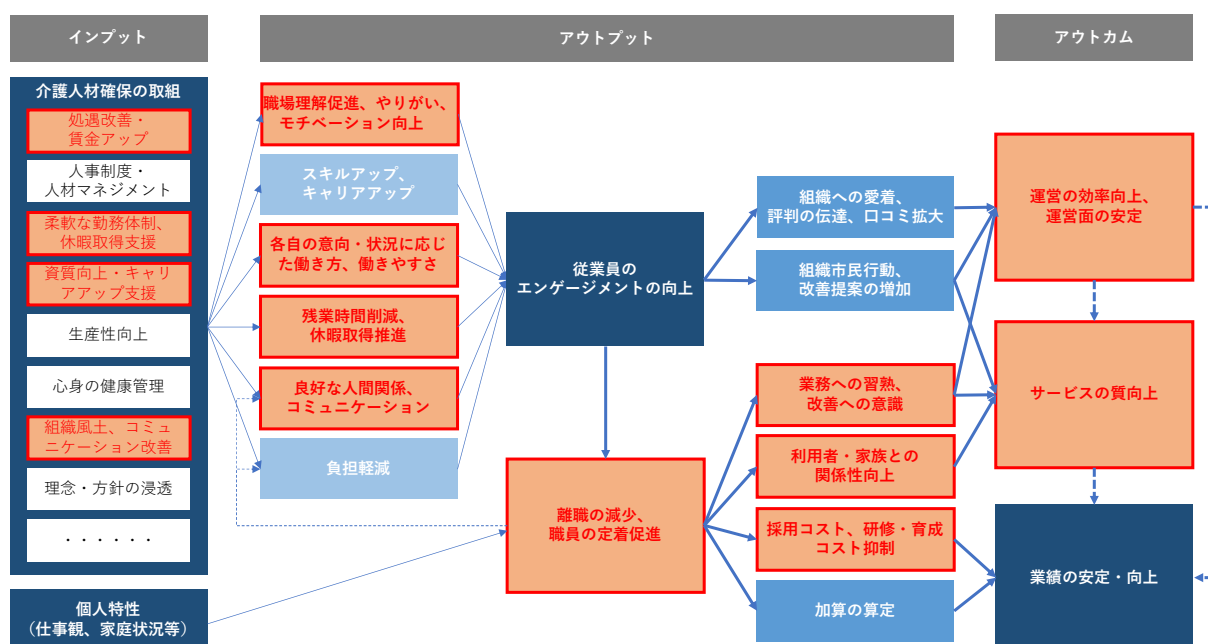 インプット
アウトプット
アウトカム
介護人材確保の取組
処遇改善・
賃金アップ
人事制度・
人材マネジメント
柔軟な勤務体制、
休暇取得支援
資質向上・キャリ
アアップ支援
生産性向上
心身の健康管理
組織風土、コミュ
ニケーション改善
理念・方針の浸透
・・・・・・
個人特性
（仕事観、家庭状況等）
職場理解促進、やりがい、
モチベーション向上
スキルアップ、
キャリアアップ
各自の意向・状況に応じ
た働き方、働きやすさ
残業時間削減、
休暇取得推進
良好な人間関係、
コミュニケーション
負担軽減
従業員の
エンゲージメントの向上
離職の減少、
職員の定着促進
組織への愛着、
評判の伝達、口コミ拡大
組織市民行動、
改善提案の増加
業務への習熟、
改善への意識
利用者・家族との
関係性向上
採用コスト、研修・育成
コスト抑制
加算の算定
運営の効率向上、
運営面の安定
サービスの質向上
業績の安定・向上